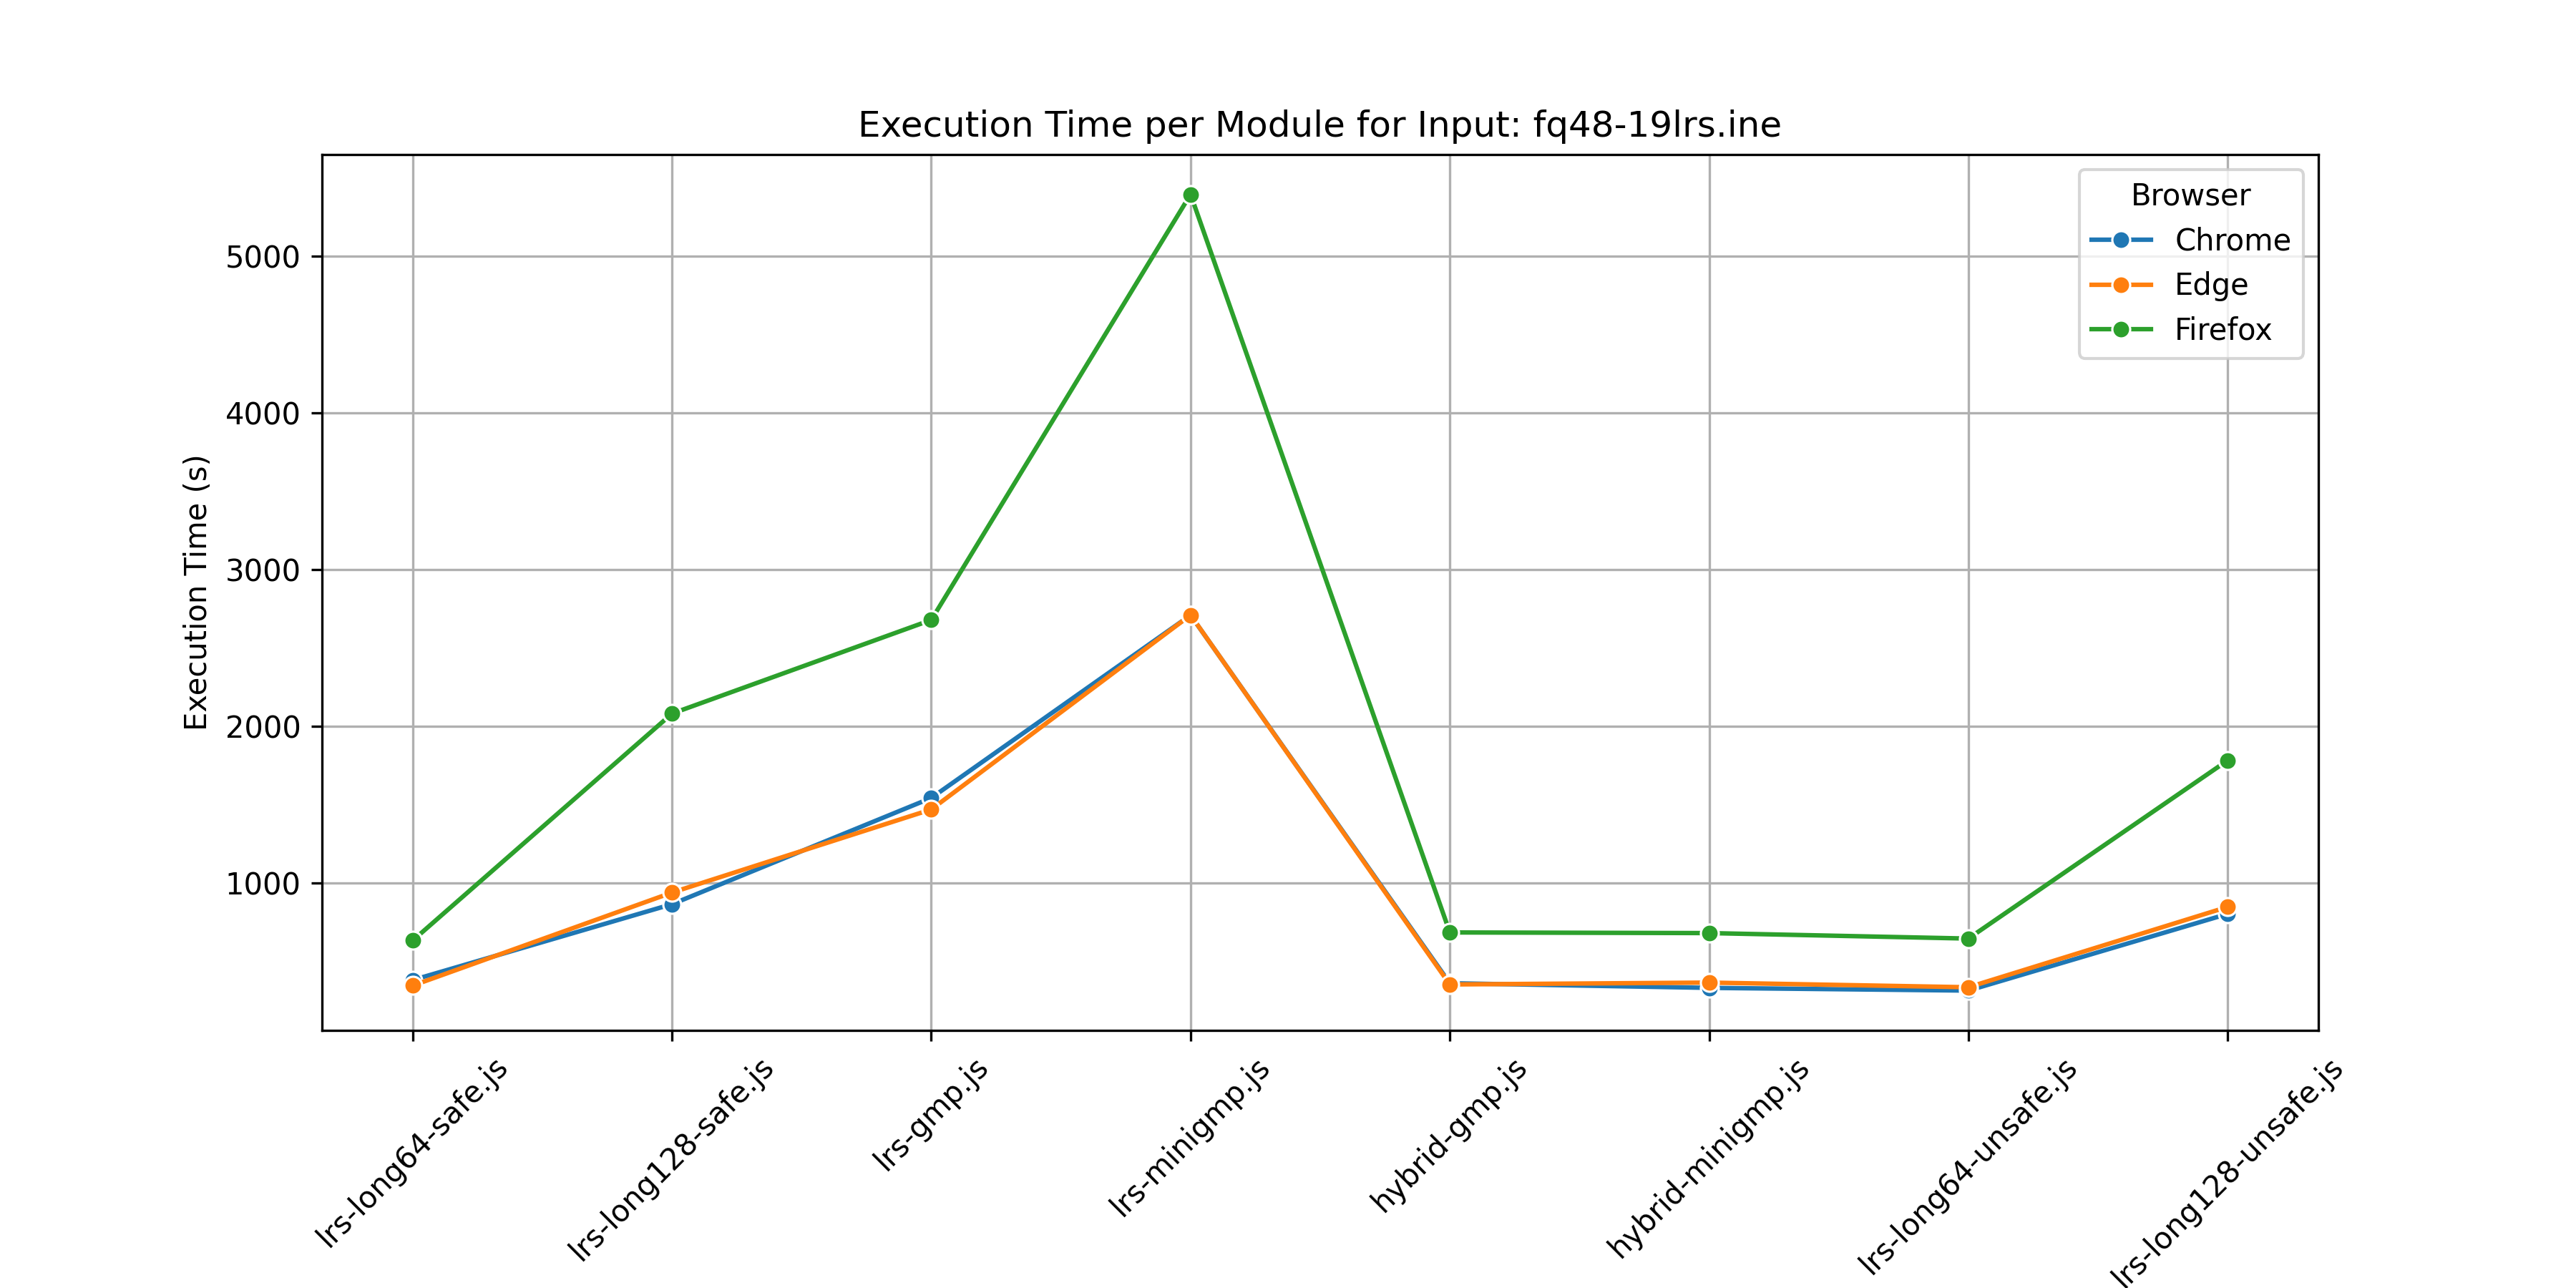 Execution Time per Module for Input: fq48-19lrs.ine
Browser
Chrome
Edge
Firefox
Execution Time (s)
5000
4000
3000
2000
1000
lrs-long64-safe.js
lrs-long128-safe.js
lrs-gmp.js
lrs-minigmp.js
hybrid-gmp.js
hybrid-minigmp.js
lrs-long64-unsafe.js
lrs-long128-unsafe.js